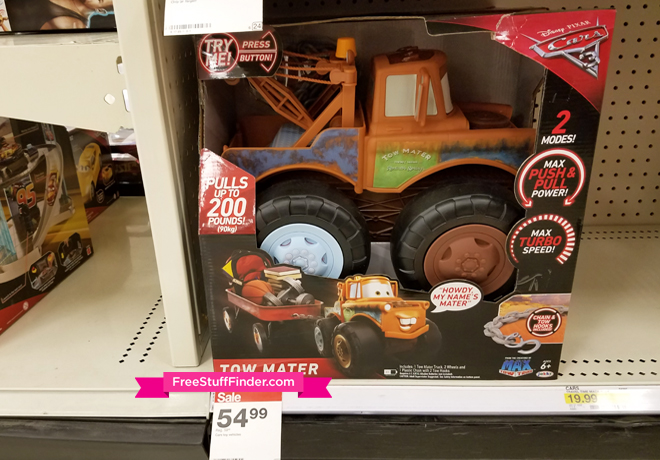 TRY
ME!
PRESS
BUTTON!
Disney · PIXAR
Cars
3
2
MODES!
MAX
PUSH &
PULL
POWER!
MAX
TURBO
SPEED!
PULLS
UP TO
200
POUNDS!
(90kg)
TOW MATER
"HOWDY,
MY NAME'S
MATER"
CHAIN &
TOW
HOOKS
INCLUDED!
TOW MATER
MAX
6+
FreeStuffFinder.com
Sale
54.99
CARS
19.99